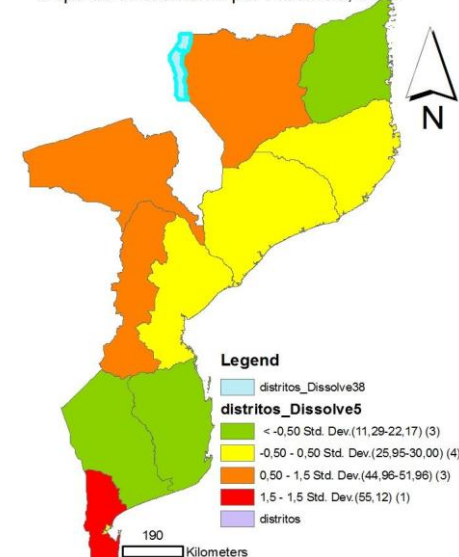 N
Legend
distritos_Dissolve38
distritos_Dissolve5
< -0,50 Std. Dev.(11,29-22,17) (3)
-0,50 - 0,50 Std. Dev.(25,95-30,00) (4)
0,50 - 1,5 Std. Dev.(44,96-51,96) (3)
1,5 - 1,5 Std. Dev.(55,12) (1)
distritos
190
Kilometers